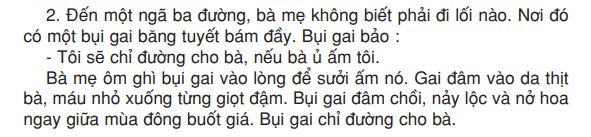 2. Đến một ngã ba đường, bà mẹ không biết phải đi lối nào. Nơi đó
có một bụi gai băng tuyết bám đầy. Bụi gai bảo :
- Tôi sẽ chỉ đường cho bà, nếu bà ủ ấm tôi.
Bà mẹ ôm ghì bụi gai vào lòng để sưởi ấm nó. Gai đâm vào da thịt
bà, máu nhỏ xuống từng giọt đậm. Bụi gai đâm chồi, nảy lộc và nở hoa
ngay giữa mùa đông buốt giá. Bụi gai chỉ đường cho bà.